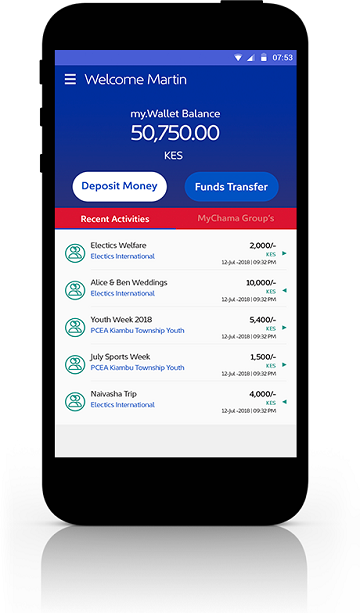 07:53
Welcome Martin
my.Wallet Balance
50,750.00
KES
Deposit Money Funds Transfer
Recent Activities MyChama Group's
Electics Welfare 2,000/-
Electics International KES
12-Jul -2018 | 09:32 PM
Alice & Ben Weddings 10,000/-
Electics International KES
12-Jul -2018 | 09:32 PM
Youth Week 2018 5,400/-
PCEA Kiambu Township Youth KES
12-Jul -2018 | 09:32 PM
July Sports Week 1,500/-
PCEA Kiambu Township Youth KES
12-Jul -2018 | 09:32 PM
Naivasha Trip 4,000/-
Electics International KES
12-Jul -2018 | 09:32 PM